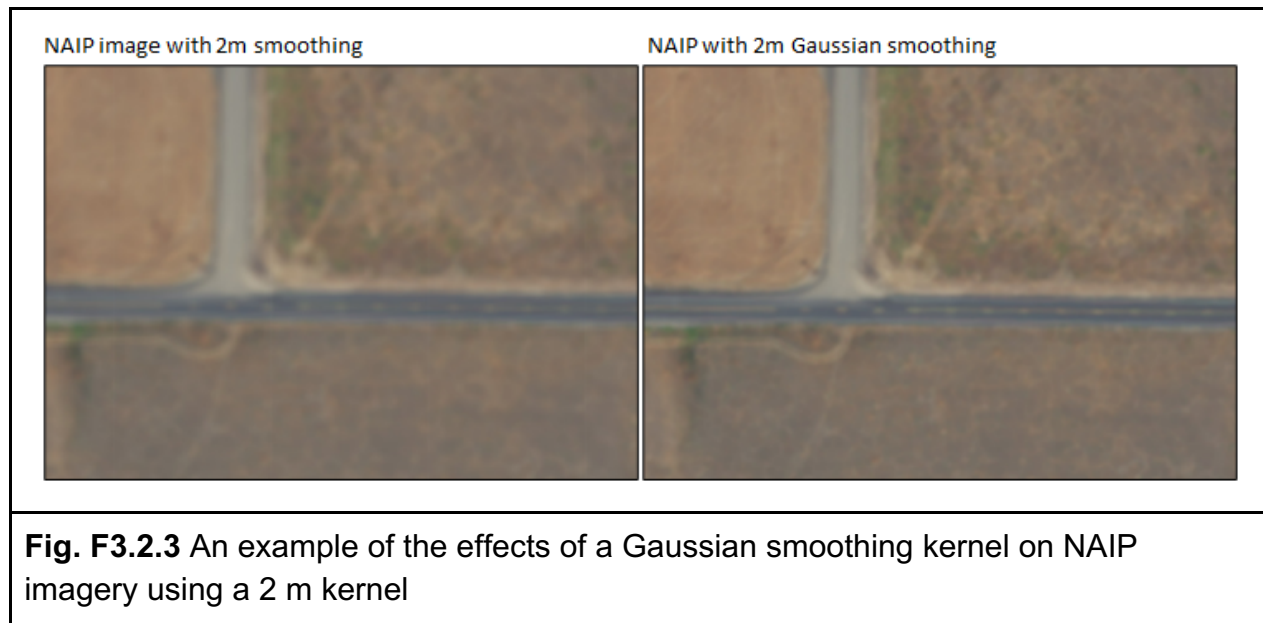 NAIP image with 2m smoothing
NAIP with 2m Gaussian smoothing
Fig. F3.2.3 An example of the effects of a Gaussian smoothing kernel on NAIP
imagery using a 2 m kernel